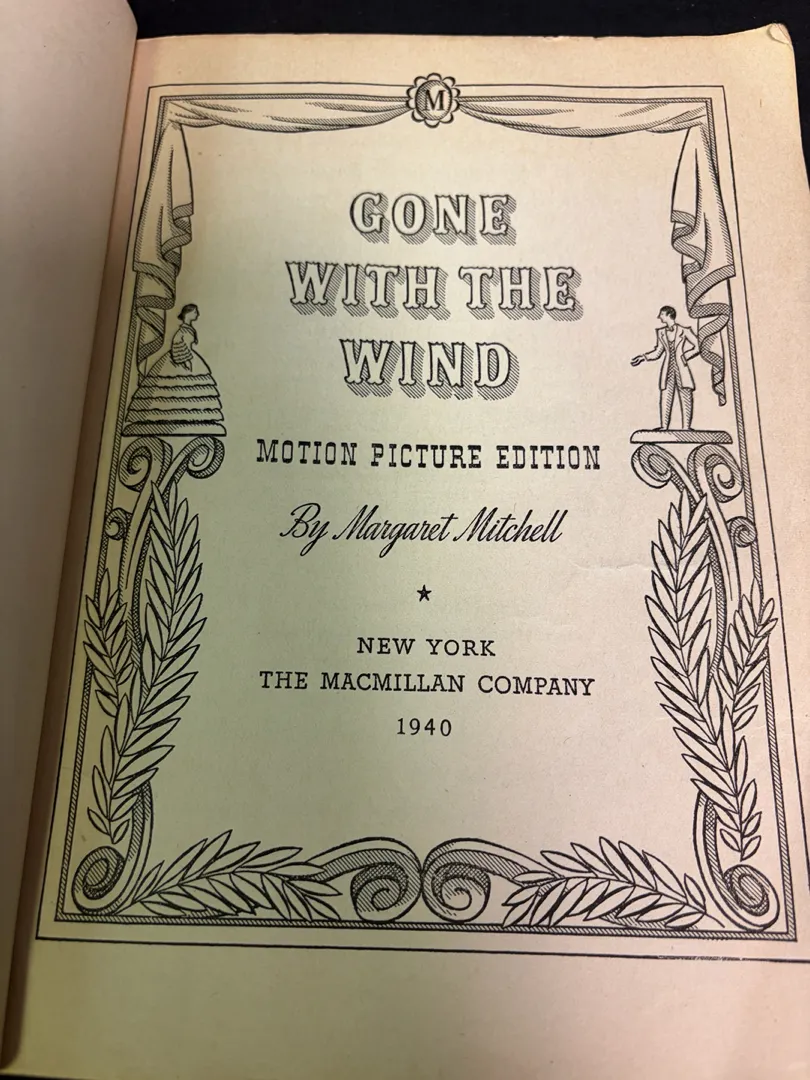 M
GONE
WITH THE
WIND
MOTION PICTURE EDITION
By Margaret Mitchell
NEW YORK
THE MACMILLAN COMPANY
1940